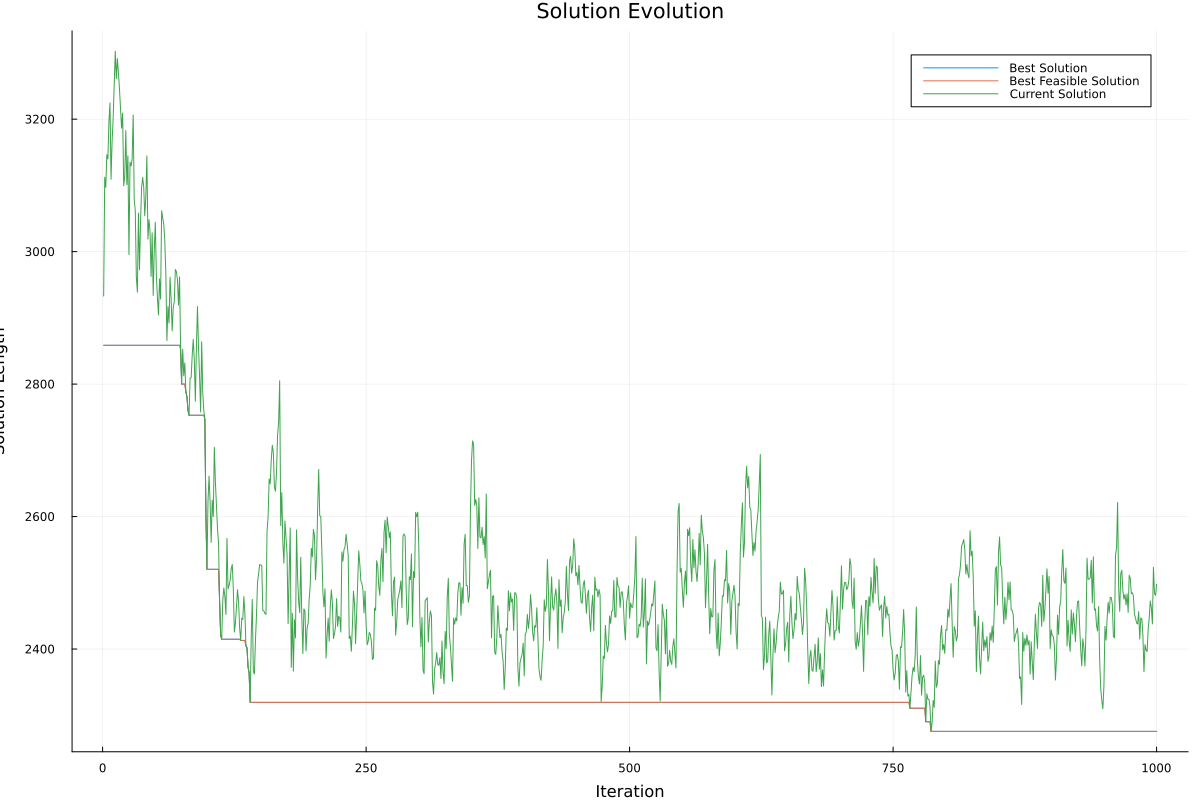 Solution Evolution
Best Solution
Best Feasible Solution
Current Solution
3200
3000
2800
2600
2400
Solution Length
0 250 500 750 1000
Iteration